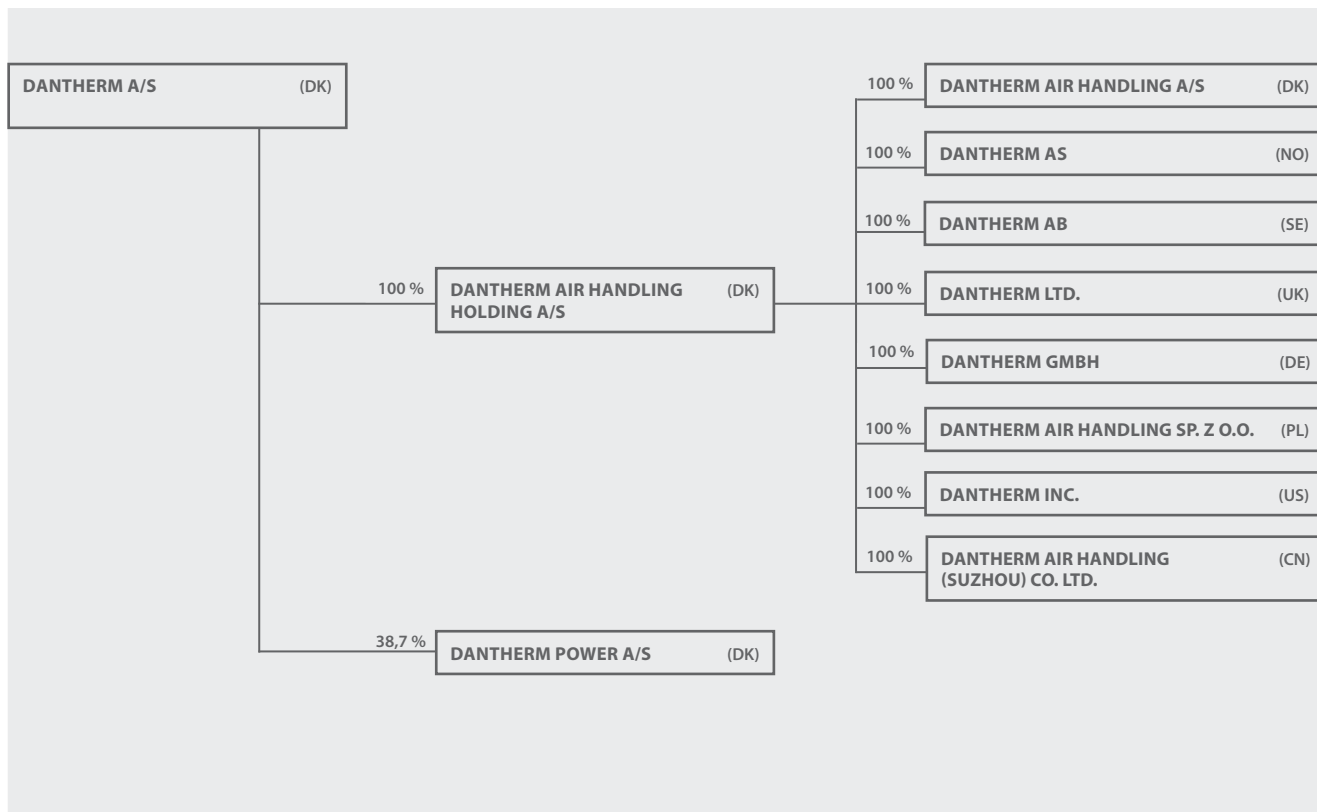 DANTHERM A/S (DK)
100 % DANTHERM AIR HANDLING (DK)
HOLDING A/S
38,7 % DANTHERM POWER A/S (DK)
100 % DANTHERM AIR HANDLING A/S (DK)
100 % DANTHERM AS (NO)
100 % DANTHERM AB (SE)
100 % DANTHERM LTD. (UK)
100 % DANTHERM GMBH (DE)
100 % DANTHERM AIR HANDLING SP. Z O.O. (PL)
100 % DANTHERM INC. (US)
100 % DANTHERM AIR HANDLING (CN)
(SUZHOU) CO. LTD.